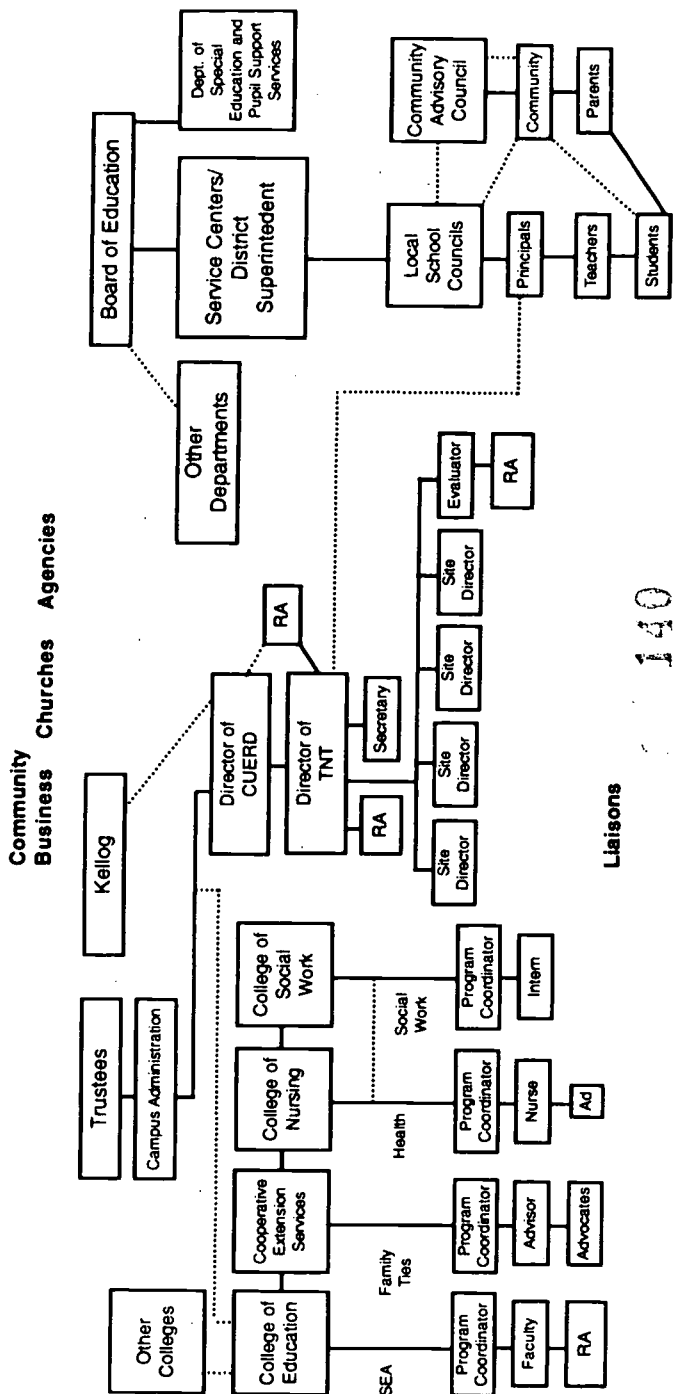 Community
Business Churches Agencies
Trustees
Campus Administration
Kellog
Board of Education
Other
Departments
Service Centers/
District
Superintedent
Dept. of
Special
Education and
Pupil Support
Services
Other
Colleges
College of
Education
Cooperative
Extension
Services
College of
Nursing
College of
Social
Work
Director of
CUERD
RA
Director of
TNT
RA
Secretary
Local
School
Councils
Community
Advisory
Council
SEA
Family
Ties
Health
Social
Work
Program
Coordinator
Faculty
RA
Program
Coordinator
Advisor
Advocates
Program
Coordinator
Nurse
Ad
Program
Coordinator
Intern
Site
Director
Site
Director
Site
Director
Site
Director
Evaluator
RA
Principals
Teachers
Students
Community
Parents
Liaisons
140